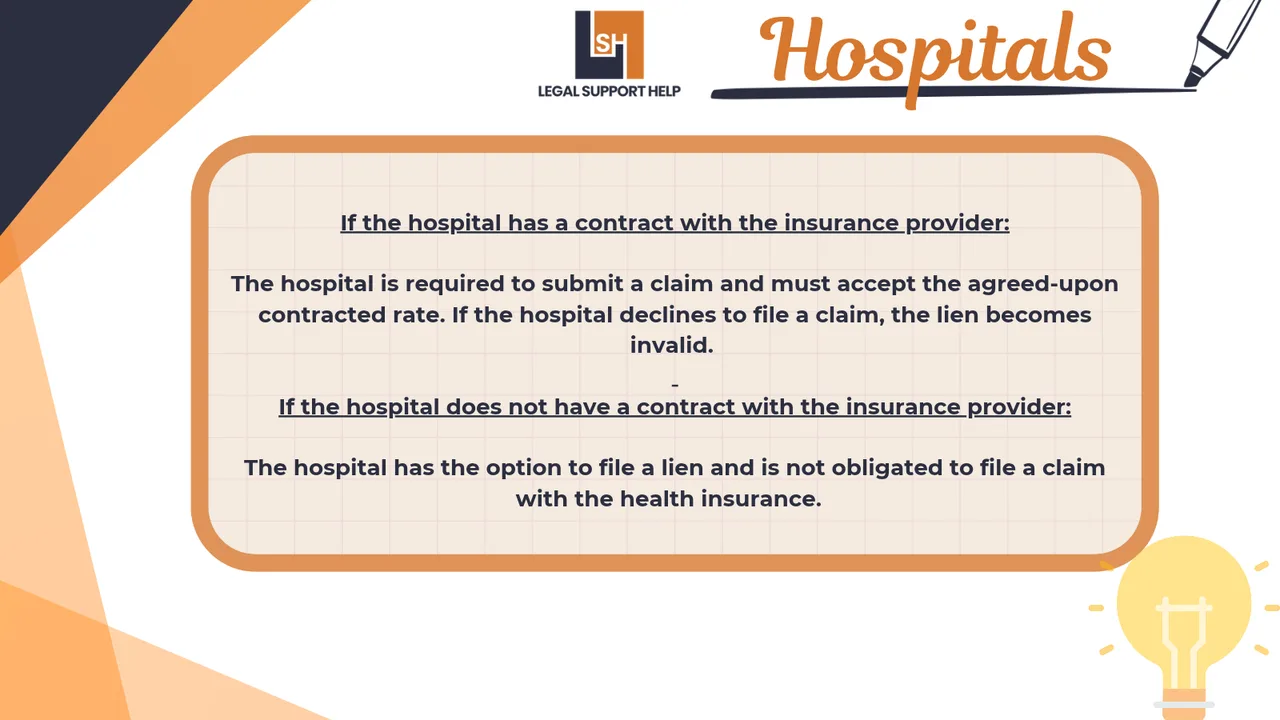 LSH
LEGAL SUPPORT HELP
Hospitals
If the hospital has a contract with the insurance provider:
The hospital is required to submit a claim and must accept the agreed-upon
contracted rate. If the hospital declines to file a claim, the lien becomes
invalid.
-
If the hospital does not have a contract with the insurance provider:
The hospital has the option to file a lien and is not obligated to file a claim
with the health insurance.